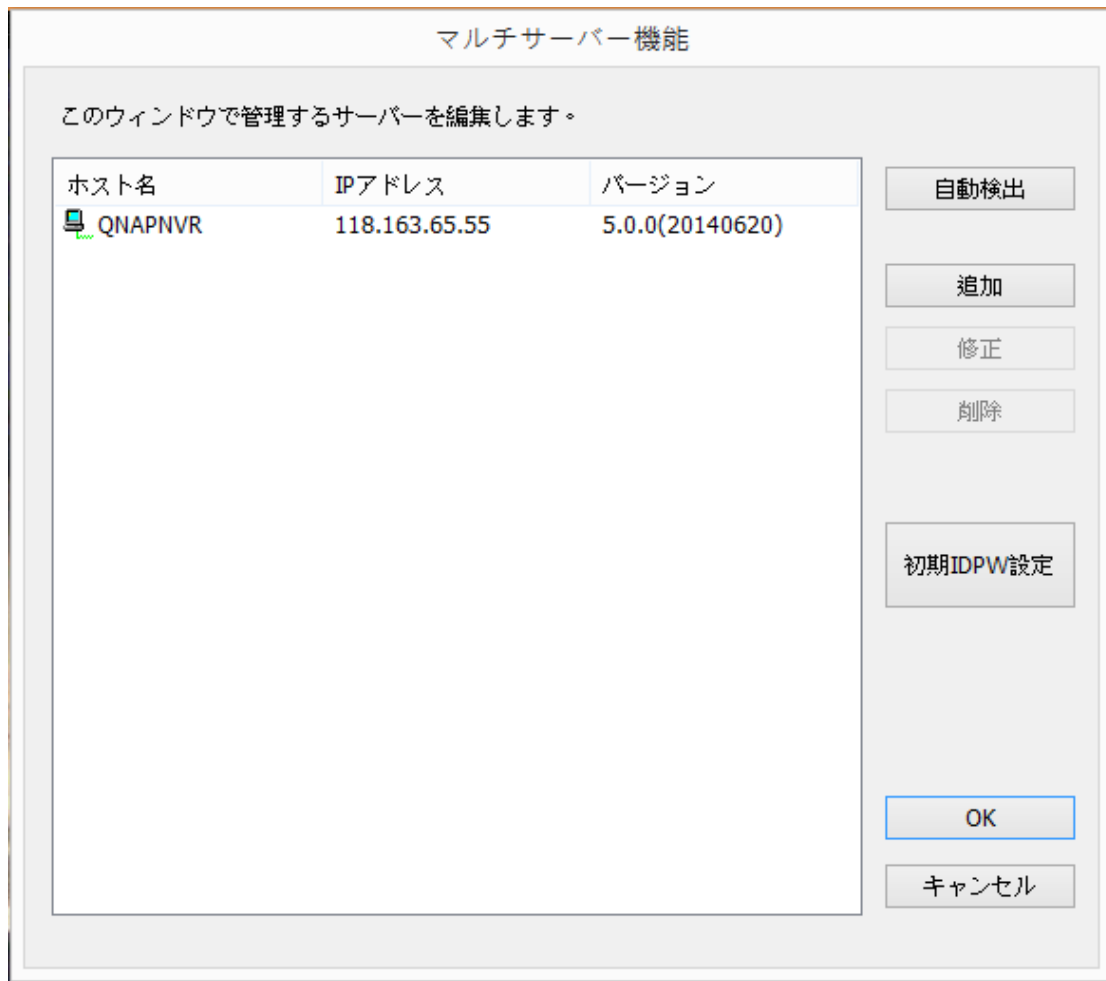 マルチサーバー機能
このウィンドウで管理するサーバーを編集します。
ホスト名 IPアドレス バージョン
QNAPNVR 118.163.65.55 5.0.0(20140620)
自動検出
追加
修正
削除
初期IDPW設定
OK
キャンセル